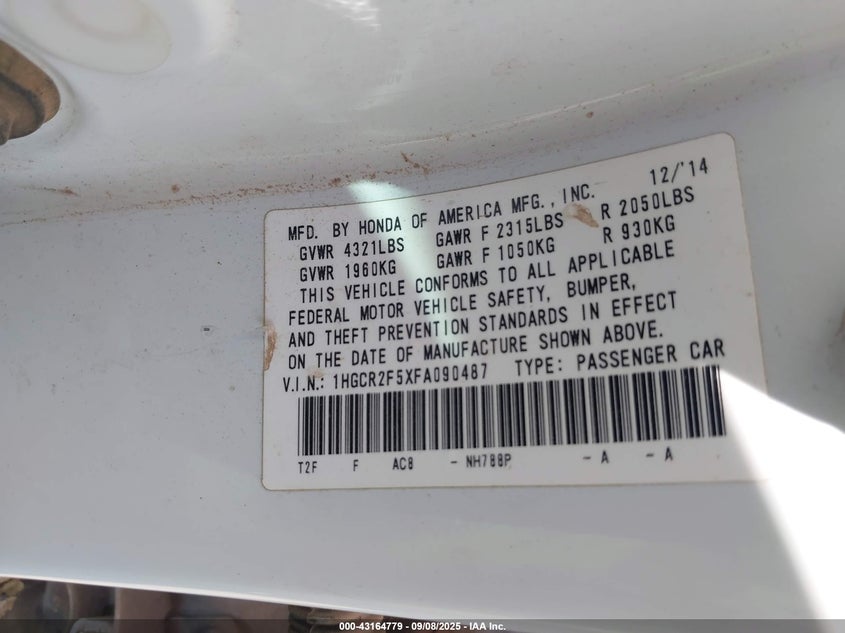 12/'14
MFD. BY HONDA OF AMERICA MFG., INC.
GVWR 4321LBS GAWR F 2315LBS R 2050LBS
GVWR 1960KG GAWR F 1050KG R 930KG
THIS VEHICLE CONFORMS TO ALL APPLICABLE
FEDERAL MOTOR VEHICLE SAFETY, BUMPER,
AND THEFT PREVENTION STANDARDS IN EFFECT
ON THE DATE OF MANUFACTURE SHOWN ABOVE.
V.I.N.: 1HGCR2F5XFA090487 TYPE: PASSENGER CAR
T2F F AC8 - NH788P - A - A
000-43164779 - 09/08/2025 - IAA Inc.